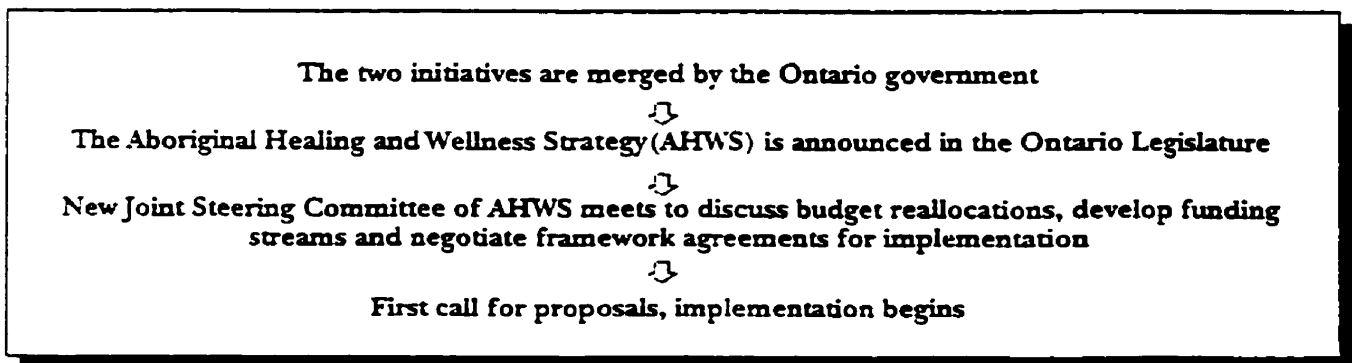 The two initiatives are merged by the Ontario government
The Aboriginal Healing and Wellness Strategy (AHWS) is announced in the Ontario Legislature
New Joint Steering Committee of AHWS meets to discuss budget reallocations, develop funding
streams and negotiate framework agreements for implementation
First call for proposals, implementation begins